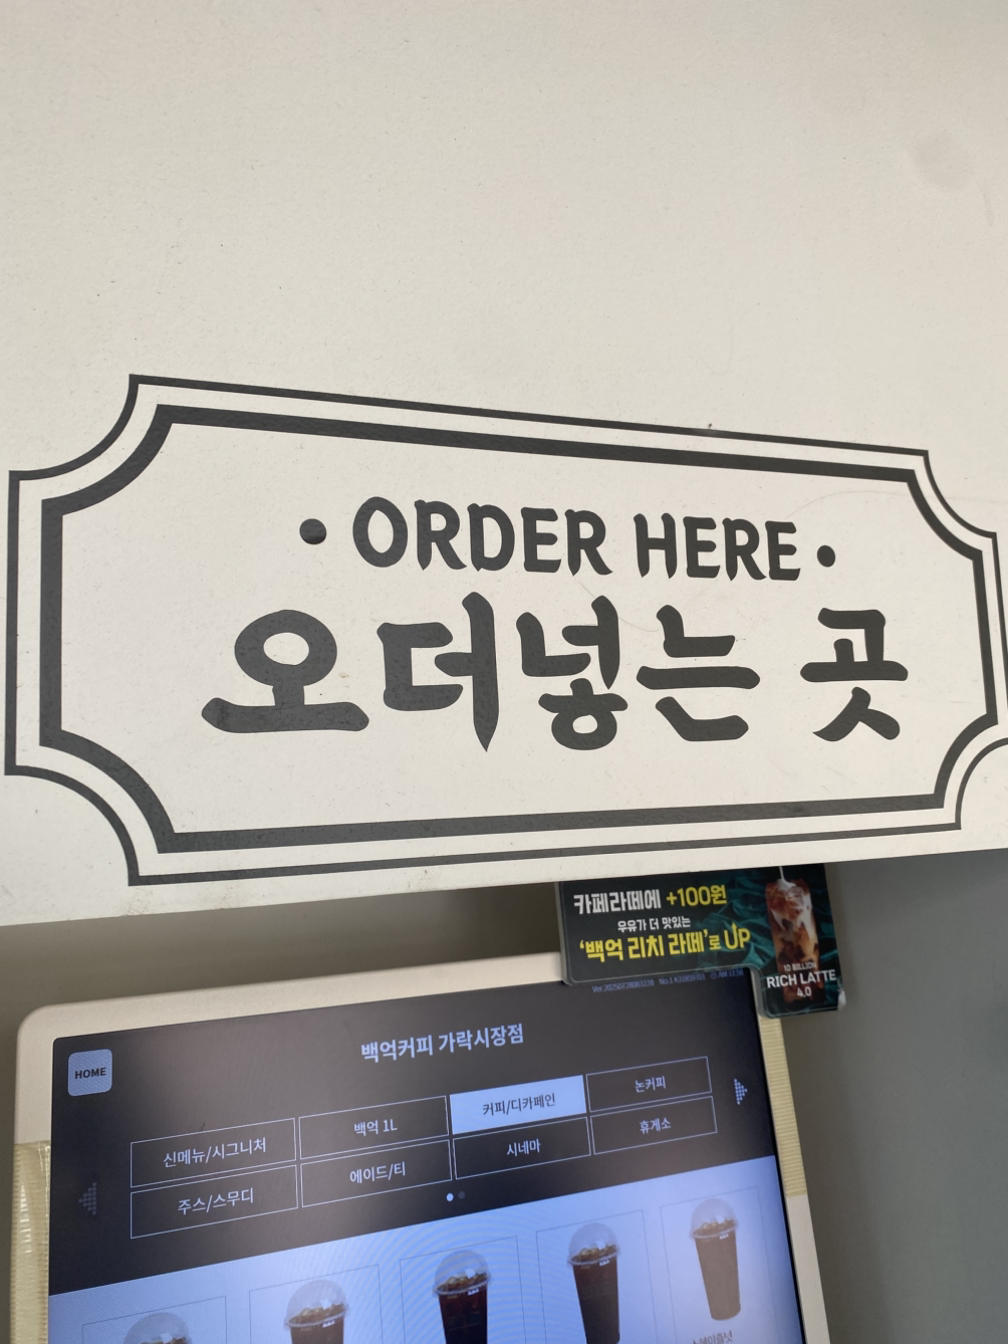 · ORDER HERE ·
오더넣는 곳
카페라떼에 +100원
우유가 더 맛있는
'백억 리치 라떼'로 UP
10 BILLION
RICH LATTE
4.0
HOME
백억커피 가락시장점
신메뉴/시그니처
백억 1L
커피/디카페인
논커피
주스/스무디
에이드/티
시네마
휴게소